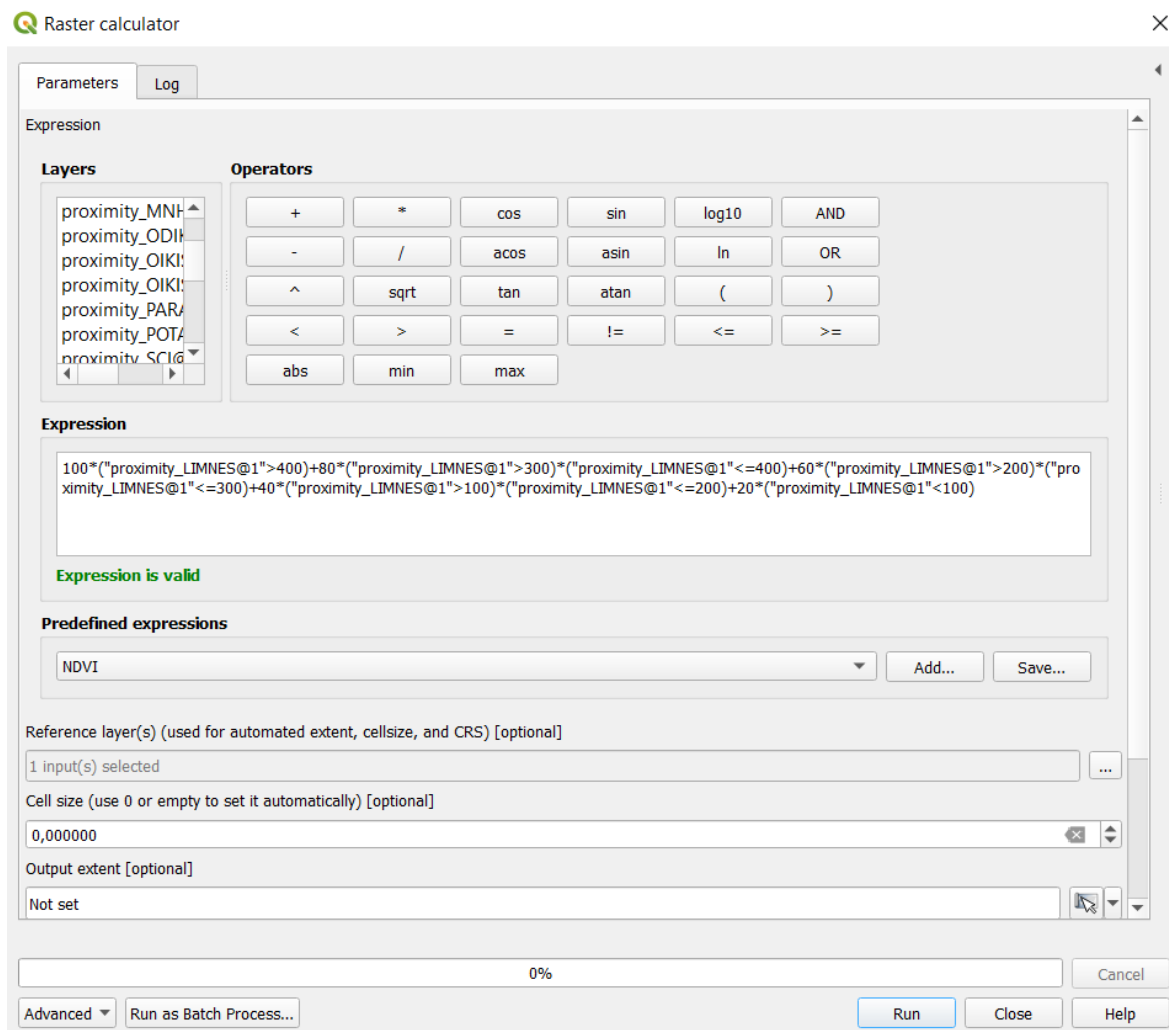 Raster calculator
Parameters
Log
Expression
Layers
Operators
proximity_MNH
proximity_ODIK
proximity_OIKIS
proximity_OIKIS
proximity_PARA
proximity_POTA
proximity_SCI@
+ * cos sin log10 AND
- / acos asin ln OR
^ sqrt tan atan ( )
< > = != <= >=
abs min max
Expression
100*("proximity_LIMNES@1">400)+80*("proximity_LIMNES@1">300)*("proximity_LIMNES@1"<=400)+60*("proximity_LIMNES@1">200)*("pro
ximity_LIMNES@1"<=300)+40*("proximity_LIMNES@1">100)*("proximity_LIMNES@1"<=200)+20*("proximity_LIMNES@1"<100)
Expression is valid
Predefined expressions
NDVI
Add...
Save...
Reference layer(s) (used for automated extent, cellsize, and CRS) [optional]
1 input(s) selected
...
Cell size (use 0 or empty to set it automatically) [optional]
0,000000
Output extent [optional]
Not set
0%
Cancel
Advanced
Run as Batch Process...
Run
Close
Help